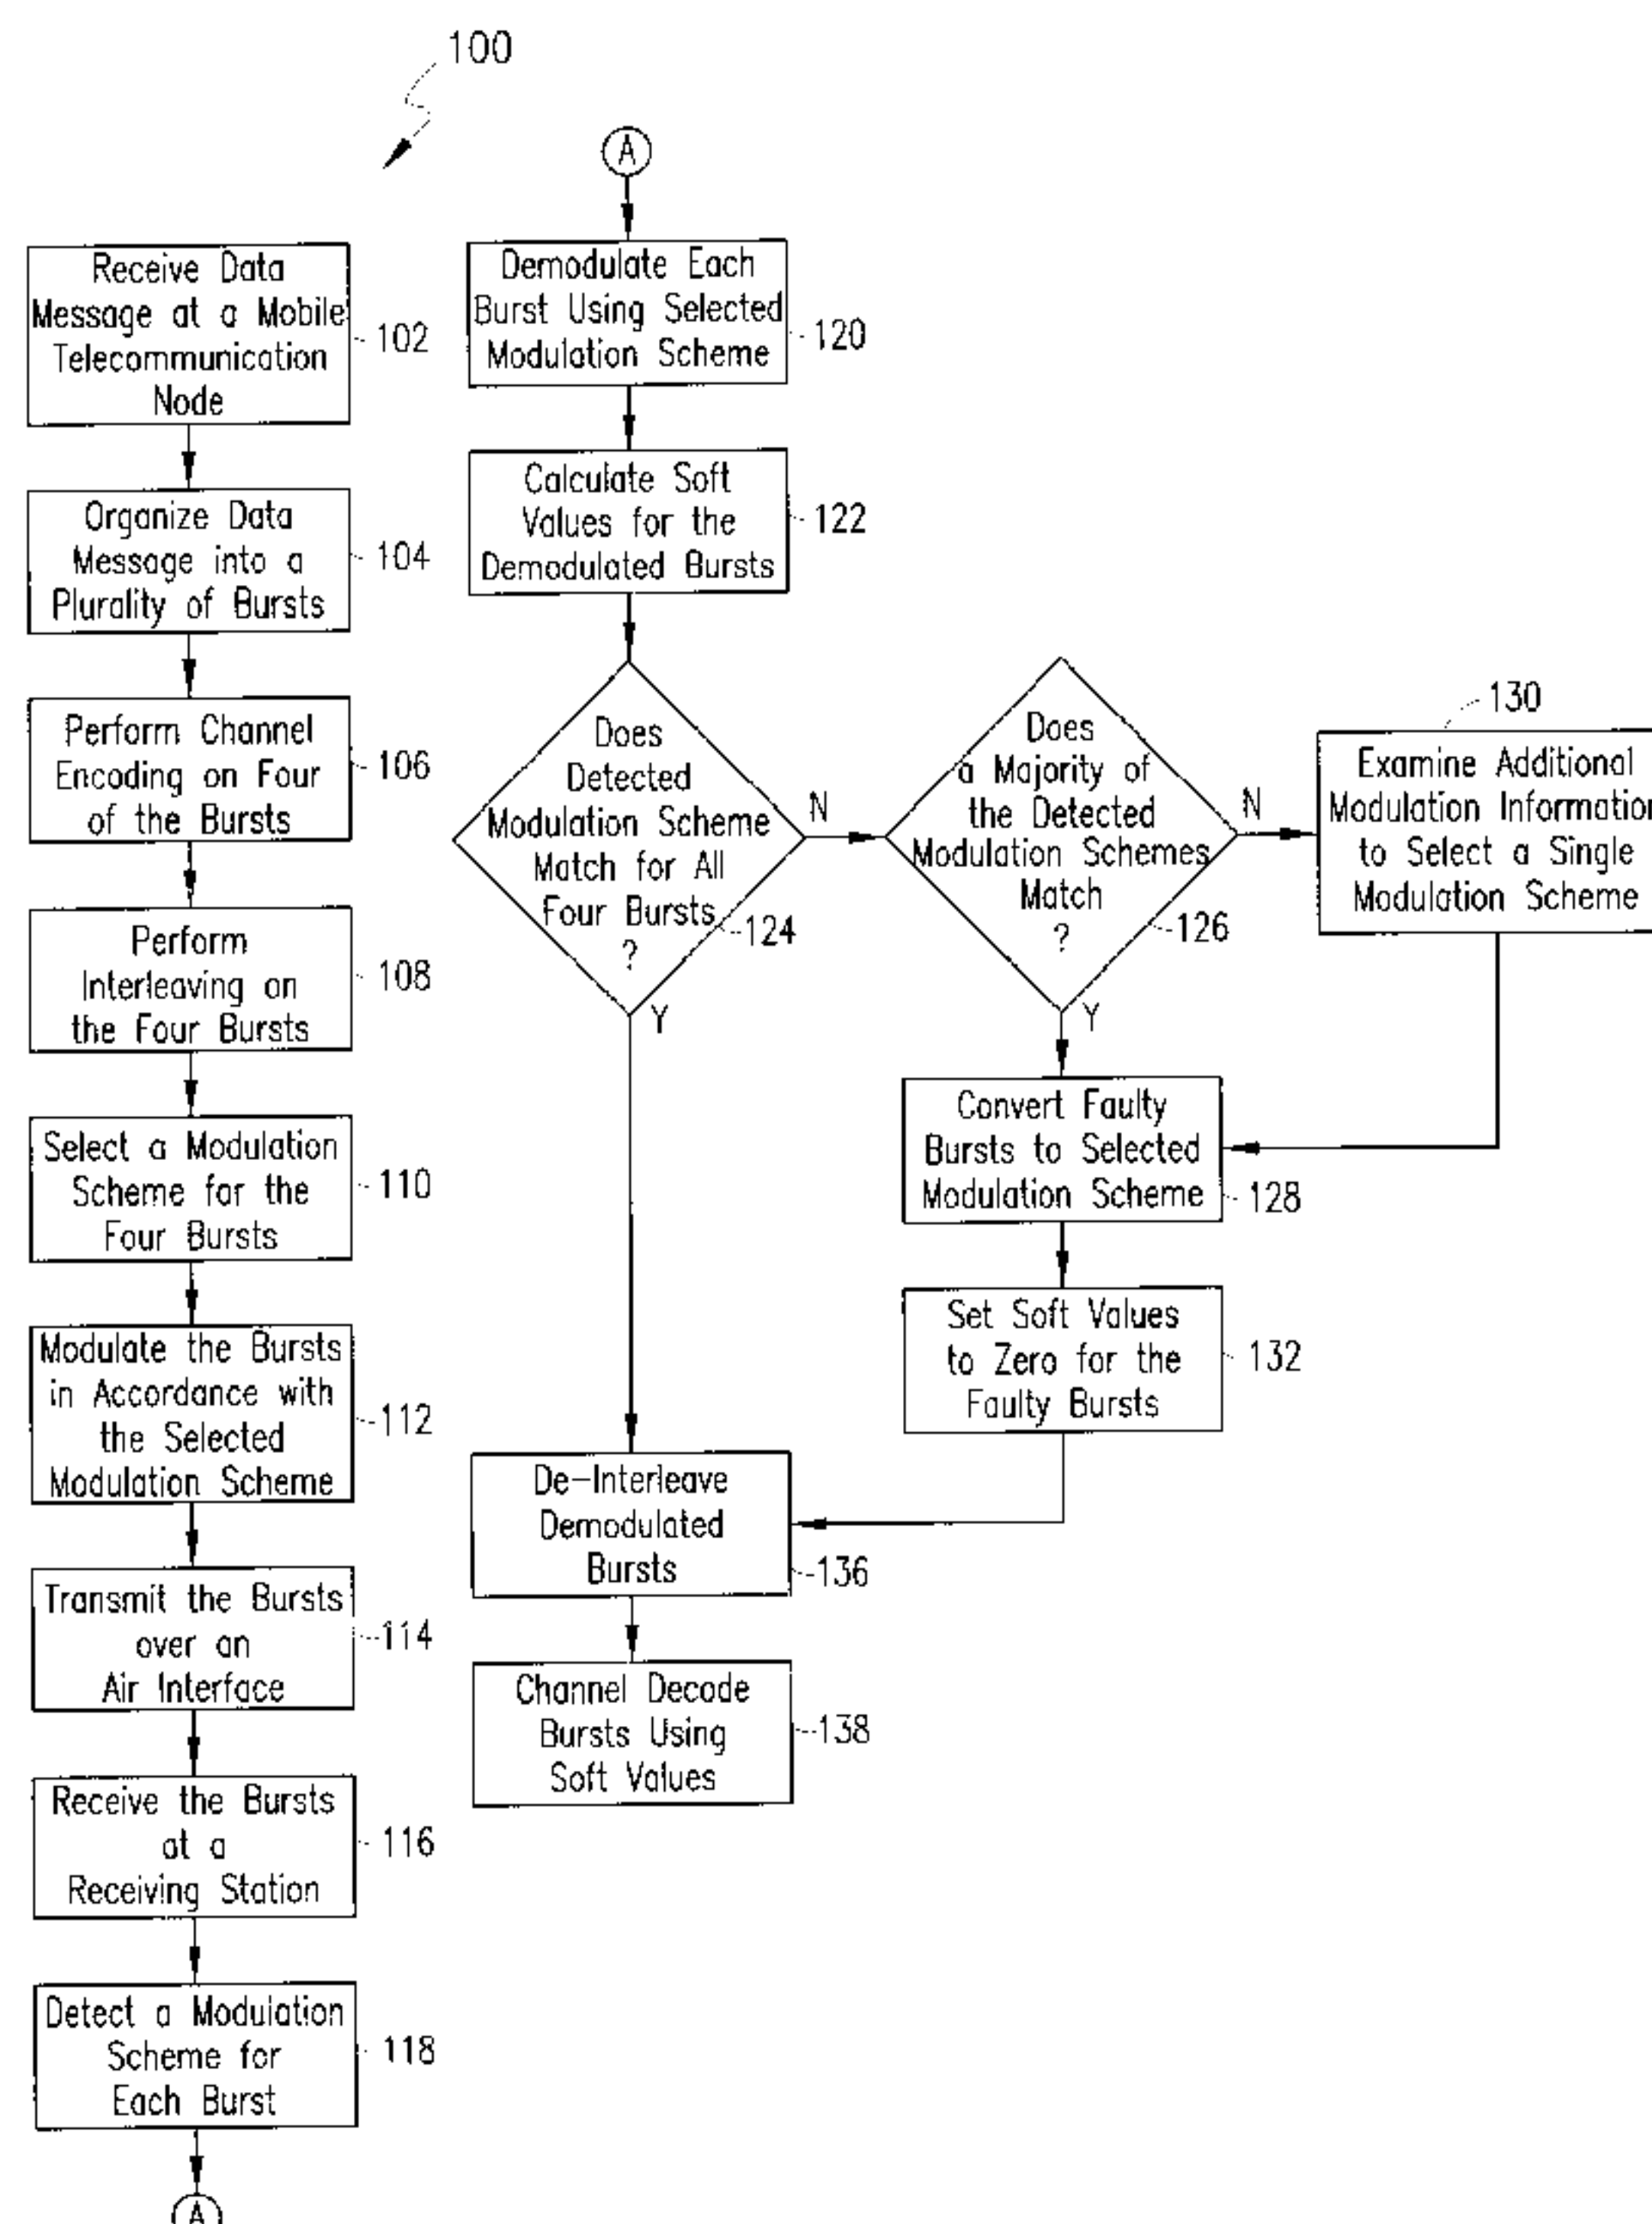 100
Receive Data
Message at a Mobile
Telecommunication
Node
102
Organize Data
Message into a
Plurality of Bursts
104
Perform Channel
Encoding on Four
of the Bursts
106
Perform
Interleaving on
the Four Bursts
108
Select a Modulation
Scheme for the
Four Bursts
110
Modulate the Bursts
in Accordance with
the Selected
Modulation Scheme
112
Transmit the Bursts
over an
Air Interface
114
Receive the Bursts
at a
Receiving Station
116
Detect a Modulation
Scheme for
Each Burst
118
A
A
Demodulate Each
Burst Using Selected
Modulation Scheme
120
Calculate Soft
Values for the
Demodulated Bursts
122
Does
Detected
Modulation Scheme
Match for All
Four Bursts
?
124
N
Y
Does
a Majority of
the Detected
Modulation Schemes
Match
?
126
N
Y
130
Examine Additional
Modulation Information
to Select a Single
Modulation Scheme
Convert Faulty
Bursts to Selected
Modulation Scheme
128
Set Soft Values
to Zero for the
Faulty Bursts
132
De-Interleave
Demodulated
Bursts
136
Channel Decode
Bursts Using
Soft Values
138